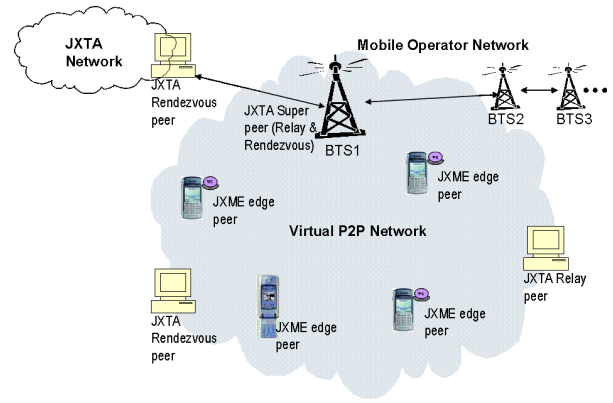 JXTA
Network
Mobile Operator Network
JXTA
Rendezvous
peer
JXTA Super
peer (Relay &
Rendezvous)
BTS1
BTS2
BTS3
JXME edge
peer
JXME edge
peer
Virtual P2P Network
JXTA Relay
peer
JXTA
Rendezvous
peer
JXME edge
peer
JXME edge
peer